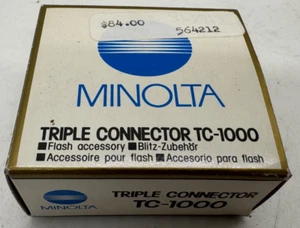 $84.00
564212
MINOLTA
TRIPLE CONNECTOR TC-1000
■Flash accessory ■Blitz-Zubehör
■Accessoire pour flash ■Accesorio para flash
MINOLTA
TRIPLE CONNECTOR
TC-1000